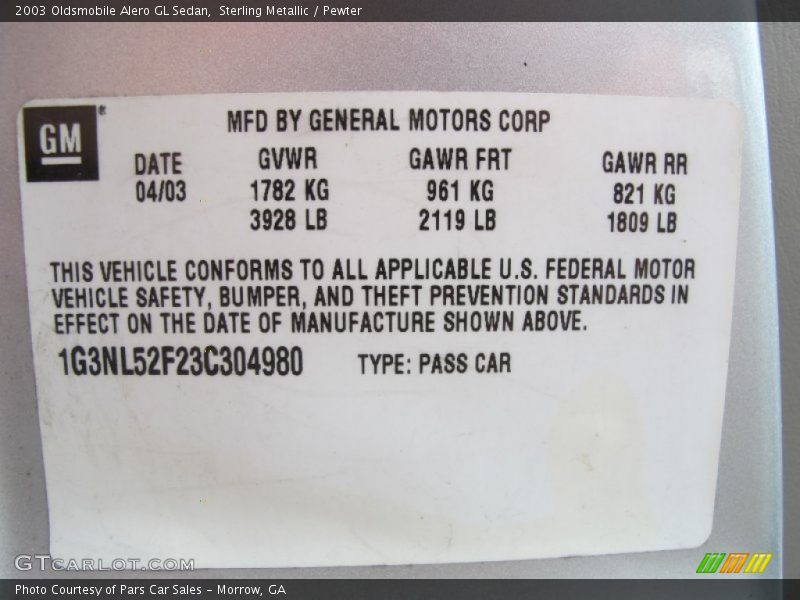 2003 Oldsmobile Alero GL Sedan,  Sterling Metallic / Pewter
GM®
MFD BY GENERAL MOTORS CORP
DATE GVWR GAWR FRT GAWR RR
04/03 1782 KG 961 KG 821 KG
3928 LB 2119 LB 1809 LB
THIS VEHICLE CONFORMS TO ALL APPLICABLE U.S. FEDERAL MOTOR
VEHICLE SAFETY, BUMPER, AND THEFT PREVENTION STANDARDS IN
EFFECT ON THE DATE OF MANUFACTURE SHOWN ABOVE.
1G3NL52F23C304980 TYPE: PASS CAR
GTCARLOT.COM
Photo Courtesy of Pars Car Sales - Morrow, GA